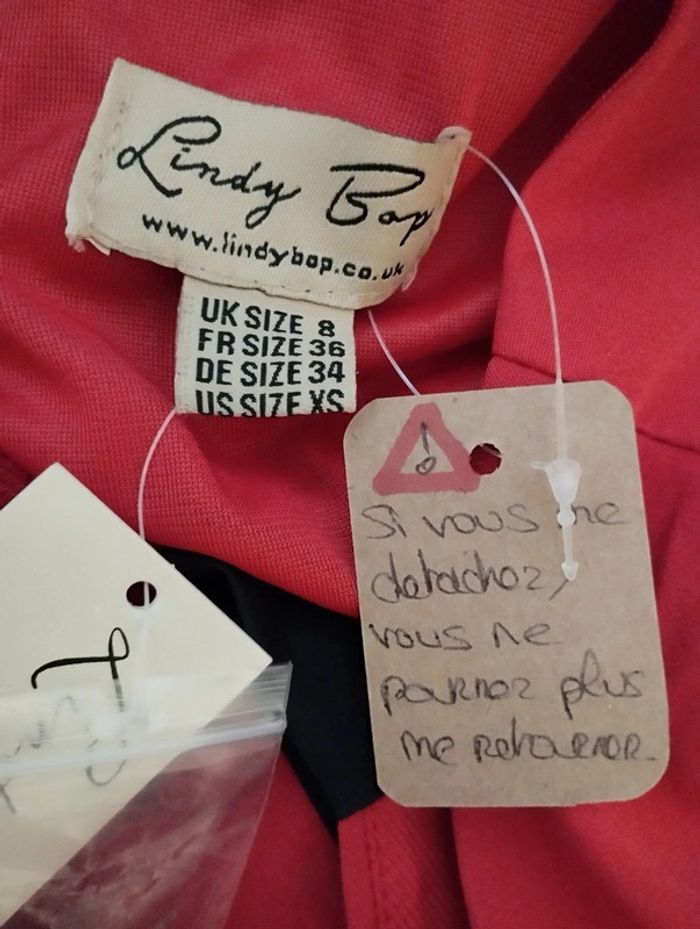 Lindy Bop
www.lindybop.co.uk
UK SIZE 8
FR SIZE 36
DE SIZE 34
US SIZE XS
!
Si vous me
detachez,
vous ne
pourrez plus
me retourner.